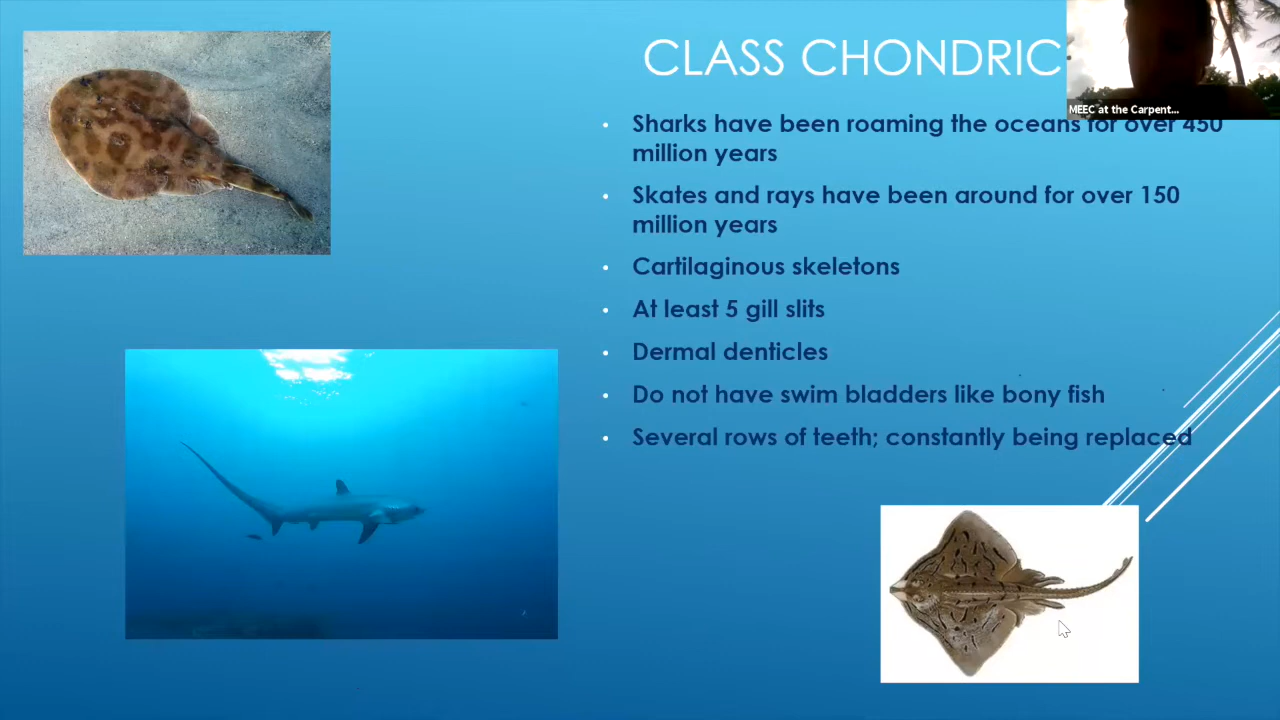 CLASS CHONDRIC
MEEC at the Carpent...
Sharks have been roaming the oceans for over 450
million years
Skates and rays have been around for over 150
million years
Cartilaginous skeletons
At least 5 gill slits
Dermal denticles
Do not have swim bladders like bony fish
Several rows of teeth; constantly being replaced